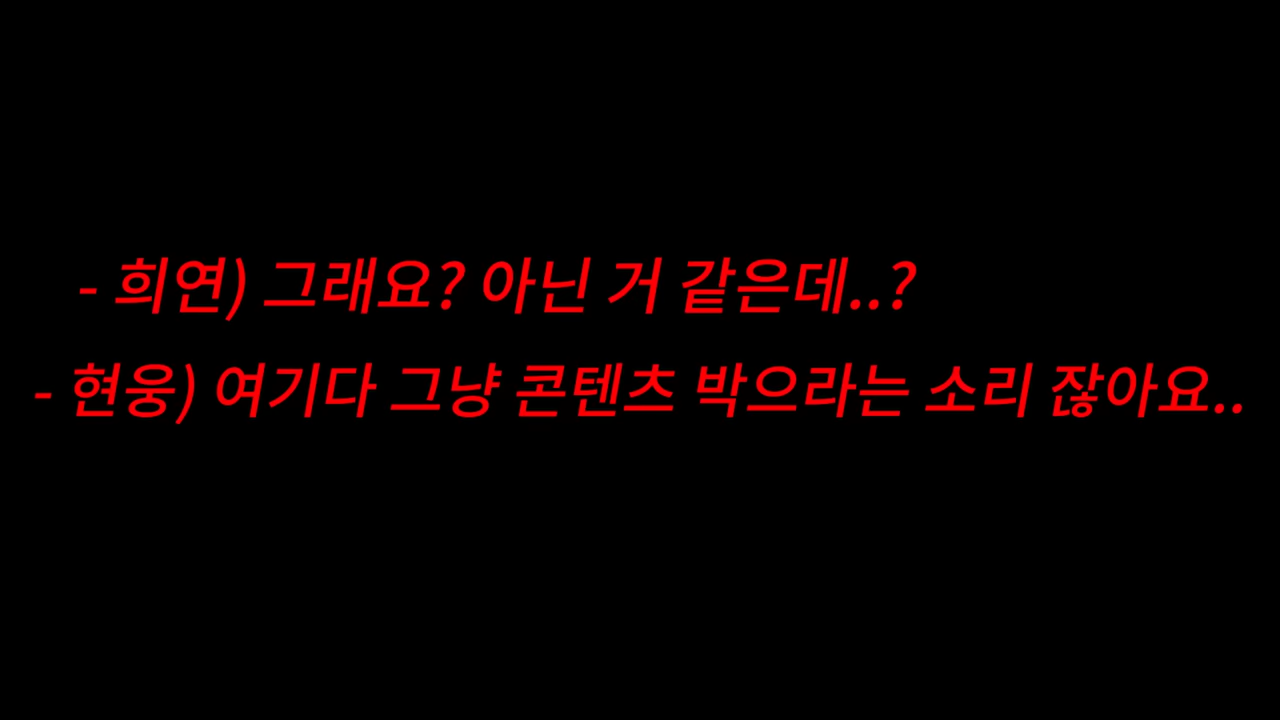 - 희연) 그래요? 아닌 거 같은데..?
- 현웅) 여기다 그냥 콘텐츠 박으라는 소리 잖아요..